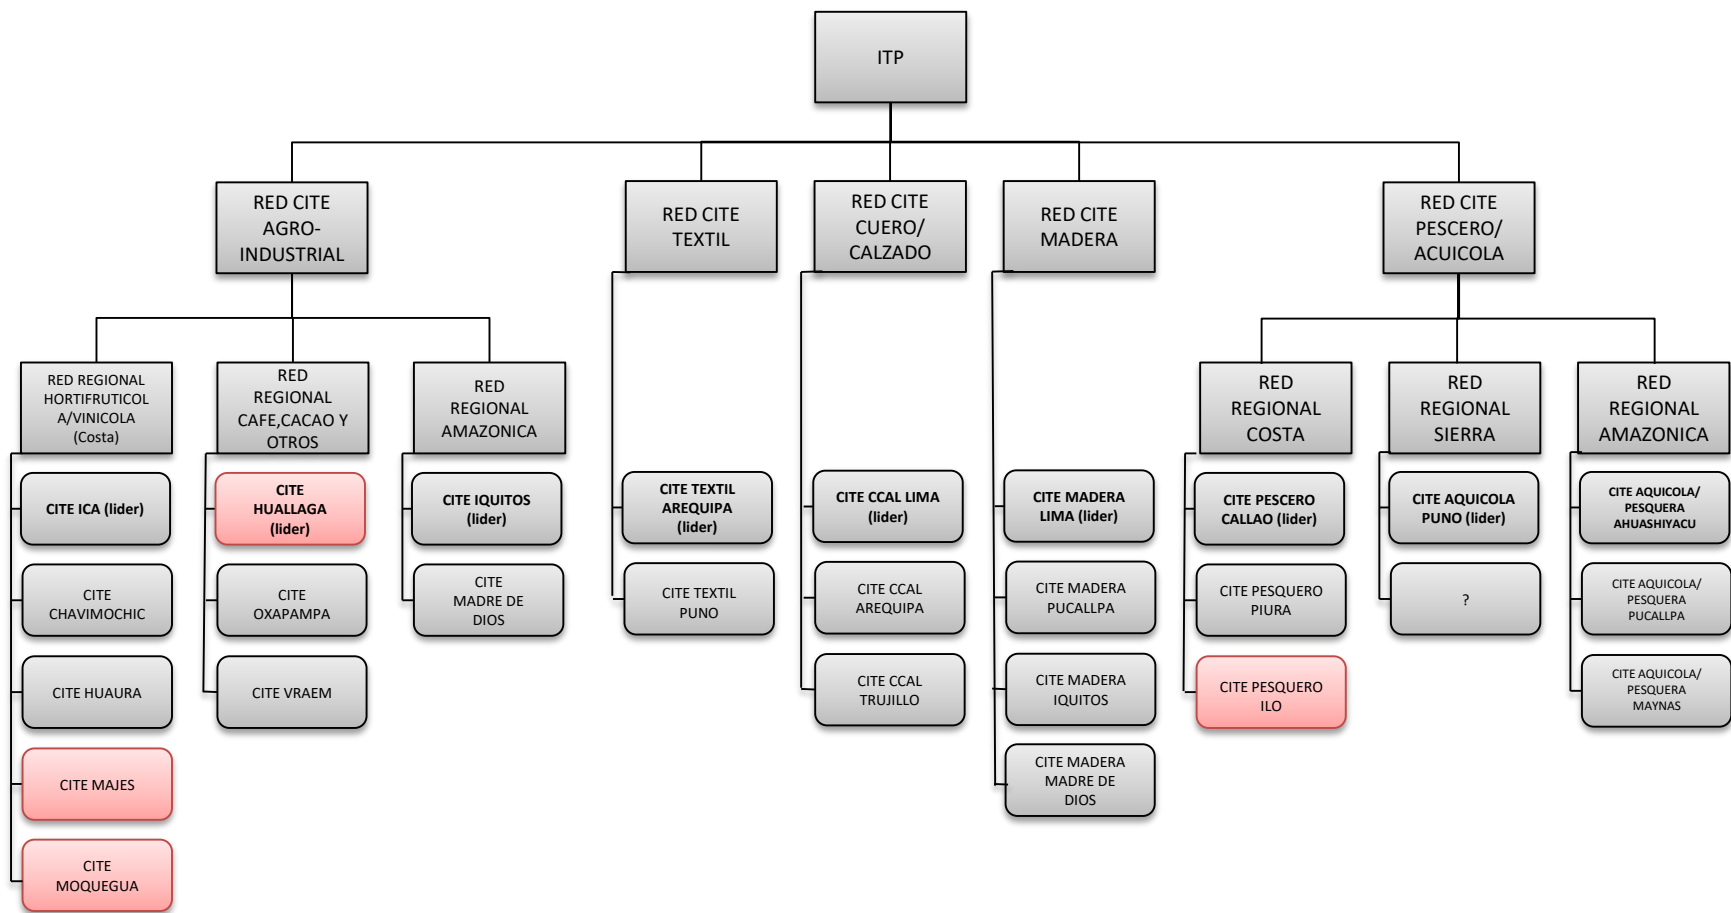 ITP
RED CITE
AGRO-
INDUSTRIAL
RED CITE
TEXTIL
RED CITE
CUERO/
CALZADO
RED CITE
MADERA
RED CITE
PESCERO/
ACUICOLA
RED REGIONAL
HORTIFRUTICOL
A/VINICOLA
(Costa)
CITE ICA (lider)
CITE
CHAVIMOCHIC
CITE HUAURA
CITE MAJES
CITE
MOQUEGUA
RED
REGIONAL
CAFE,CACAO Y
OTROS
CITE
HUALLAGA
(lider)
CITE
OXAPAMPA
CITE VRAEM
RED
REGIONAL
AMAZONICA
CITE IQUITOS
(lider)
CITE
MADRE DE
DIOS
CITE TEXTIL
AREQUIPA
(lider)
CITE TEXTIL
PUNO
CITE CCAL LIMA
(lider)
CITE CCAL
AREQUIPA
CITE CCAL
TRUJILLO
CITE MADERA
LIMA (lider)
CITE MADERA
PUCALLPA
CITE MADERA
IQUITOS
CITE MADERA
MADRE DE
DIOS
RED
REGIONAL
COSTA
CITE PESCERO
CALLAO (lider)
CITE PESQUERO
PIURA
CITE PESQUERO
ILO
RED
REGIONAL
SIERRA
CITE AQUICOLA
PUNO (lider)
?
RED
REGIONAL
AMAZONICA
CITE AQUICOLA/
PESQUERA
AHUASHIYACU
CITE AQUICOLA/
PESQUERA
PUCALLPA
CITE AQUICOLA/
PESQUERA
MAYNAS